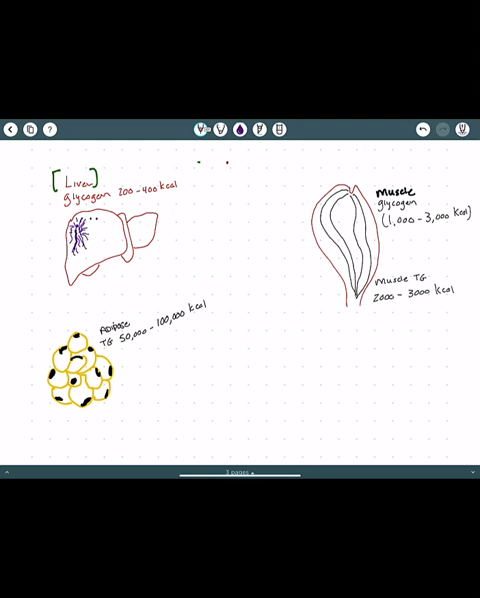 [Liver]
glycogen 200-400 kcal
muscle
glycogen
(1,000 - 3,000 kcal)
muscle TG
2000 - 3000 kcal
Adipose
TG 50,000 - 100,000 kcal
3 pages